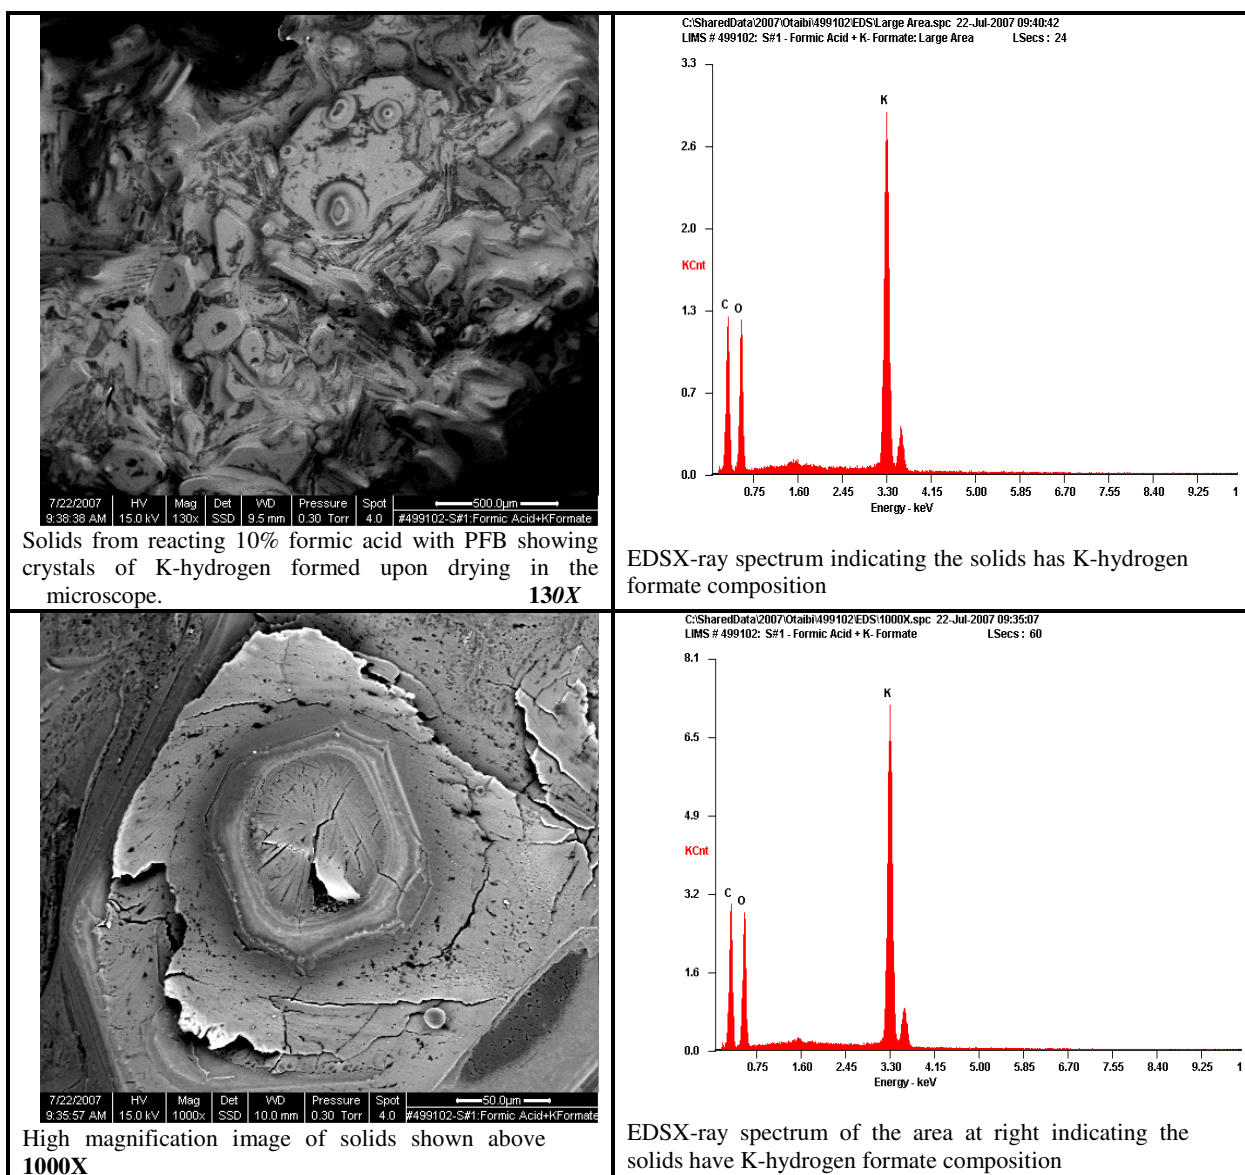 C:\SharedData\2007\Otaibi\499102\EDS\Large Area.spc 22-Jul-2007 09:40:42
LIMS # 499102: S#1 - Formic Acid + K- Formate: Large Area LSecs : 24
3.3
K
2.6
2.0
KCnt
1.3
C O
0.7
0.0
0.75 1.60 2.45 3.30 4.15 5.00 5.85 6.70 7.55 8.40 9.25 1
Energy - keV
7/22/2007 HV Mag Det WD Pressure Spot 500.0µm
9:38:38 AM 15.0 kV 130x SSD 9.5 mm 0.30 Torr 4.0 #499102-S#1:Formic Acid+KFormate
Solids from reacting 10% formic acid with PFB showing
crystals of K-hydrogen formed upon drying in the
microscope. 130X
EDSX-ray spectrum indicating the solids has K-hydrogen
formate composition
C:\SharedData\2007\Otaibi\499102\EDS\1000X.spc 22-Jul-2007 09:35:07
LIMS # 499102: S#1 - Formic Acid + K- Formate LSecs : 60
8.1
K
6.5
4.9
KCnt
3.2
C O
1.6
0.0
0.75 1.60 2.45 3.30 4.15 5.00 5.85 6.70 7.55 8.40 9.25 1
Energy - keV
7/22/2007 HV Mag Det WD Pressure Spot 50.0µm
9:35:57 AM 15.0 kV 1000x SSD 10.0 mm 0.30 Torr 4.0 #499102-S#1:Formic Acid+KFormate
High magnification image of solids shown above
1000X
EDSX-ray spectrum of the area at right indicating the
solids have K-hydrogen formate composition